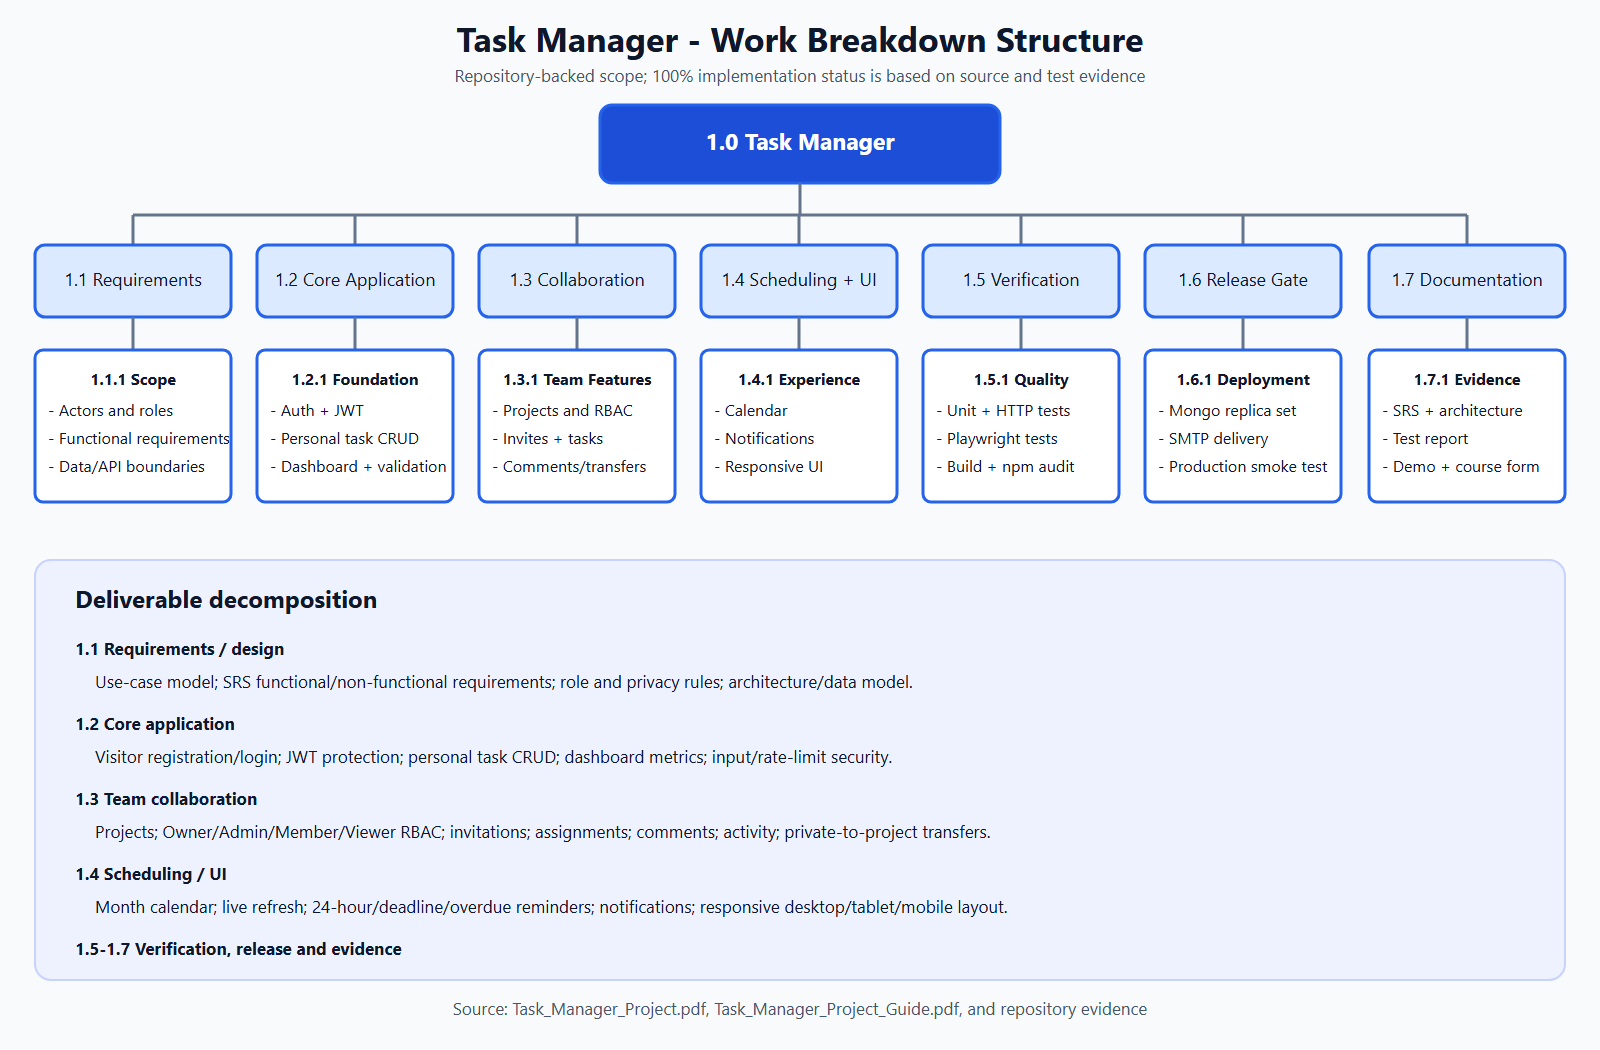 Task Manager - Work Breakdown Structure
Repository-backed scope; 100% implementation status is based on source and test evidence
1.0 Task Manager
1.1 Requirements
1.2 Core Application
1.3 Collaboration
1.4 Scheduling + UI
1.5 Verification
1.6 Release Gate
1.7 Documentation
1.1.1 Scope
- Actors and roles
- Functional requirements
- Data/API boundaries
1.2.1 Foundation
- Auth + JWT
- Personal task CRUD
- Dashboard + validation
1.3.1 Team Features
- Projects and RBAC
- Invites + tasks
- Comments/transfers
1.4.1 Experience
- Calendar
- Notifications
- Responsive UI
1.5.1 Quality
- Unit + HTTP tests
- Playwright tests
- Build + npm audit
1.6.1 Deployment
- Mongo replica set
- SMTP delivery
- Production smoke test
1.7.1 Evidence
- SRS + architecture
- Test report
- Demo + course form
Deliverable decomposition
1.1 Requirements / design
Use-case model; SRS functional/non-functional requirements; role and privacy rules; architecture/data model.
1.2 Core application
Visitor registration/login; JWT protection; personal task CRUD; dashboard metrics; input/rate-limit security.
1.3 Team collaboration
Projects; Owner/Admin/Member/Viewer RBAC; invitations; assignments; comments; activity; private-to-project transfers.
1.4 Scheduling / UI
Month calendar; live refresh; 24-hour/deadline/overdue reminders; notifications; responsive desktop/tablet/mobile layout.
1.5-1.7 Verification, release and evidence
Source: Task_Manager_Project.pdf, Task_Manager_Project_Guide.pdf, and repository evidence